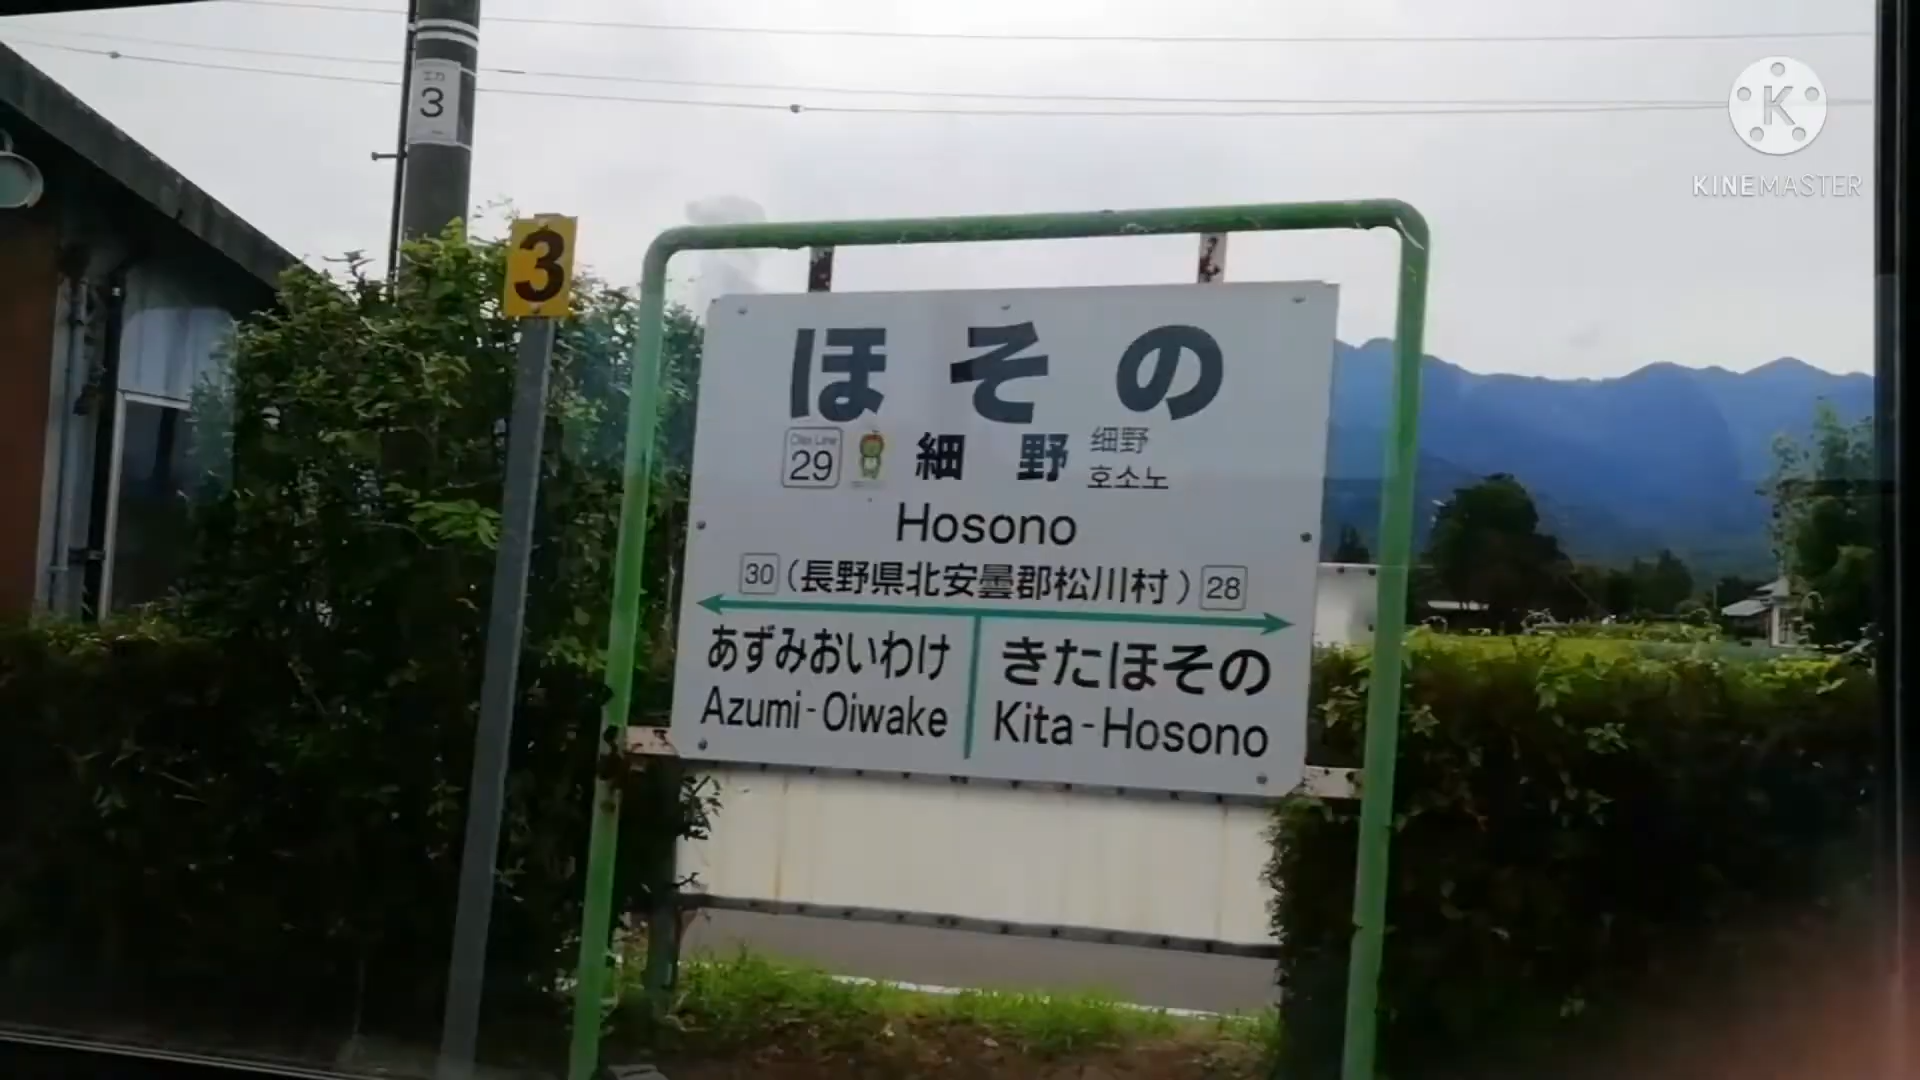 エカ
3
3
KINEMASTER
ほその
Oito Line
29
細野
细野
호소노
Hosono
30 (長野県北安曇郡松川村) 28
あずみおいわけ
きたほその
Azumi-Oiwake
Kita-Hosono